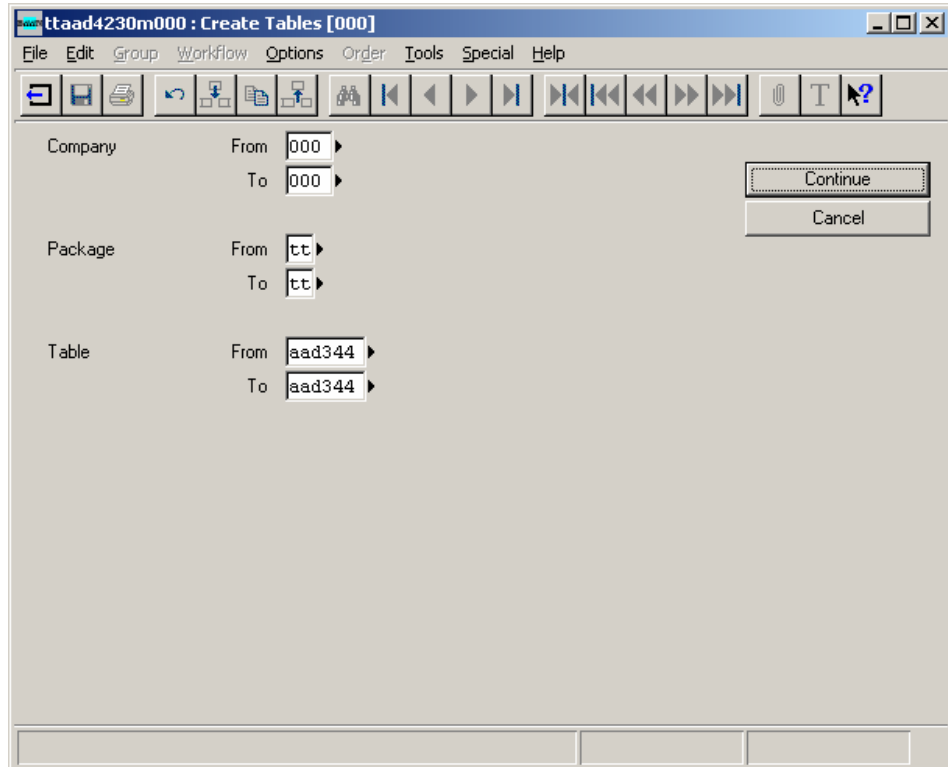 ttaad4230m000 : Create Tables [000]
File Edit Group Workflow Options Order Tools Special Help
T ?
Company From 000
To 000
Continue
Cancel
Package From tt
To tt
Table From aad344
To aad344